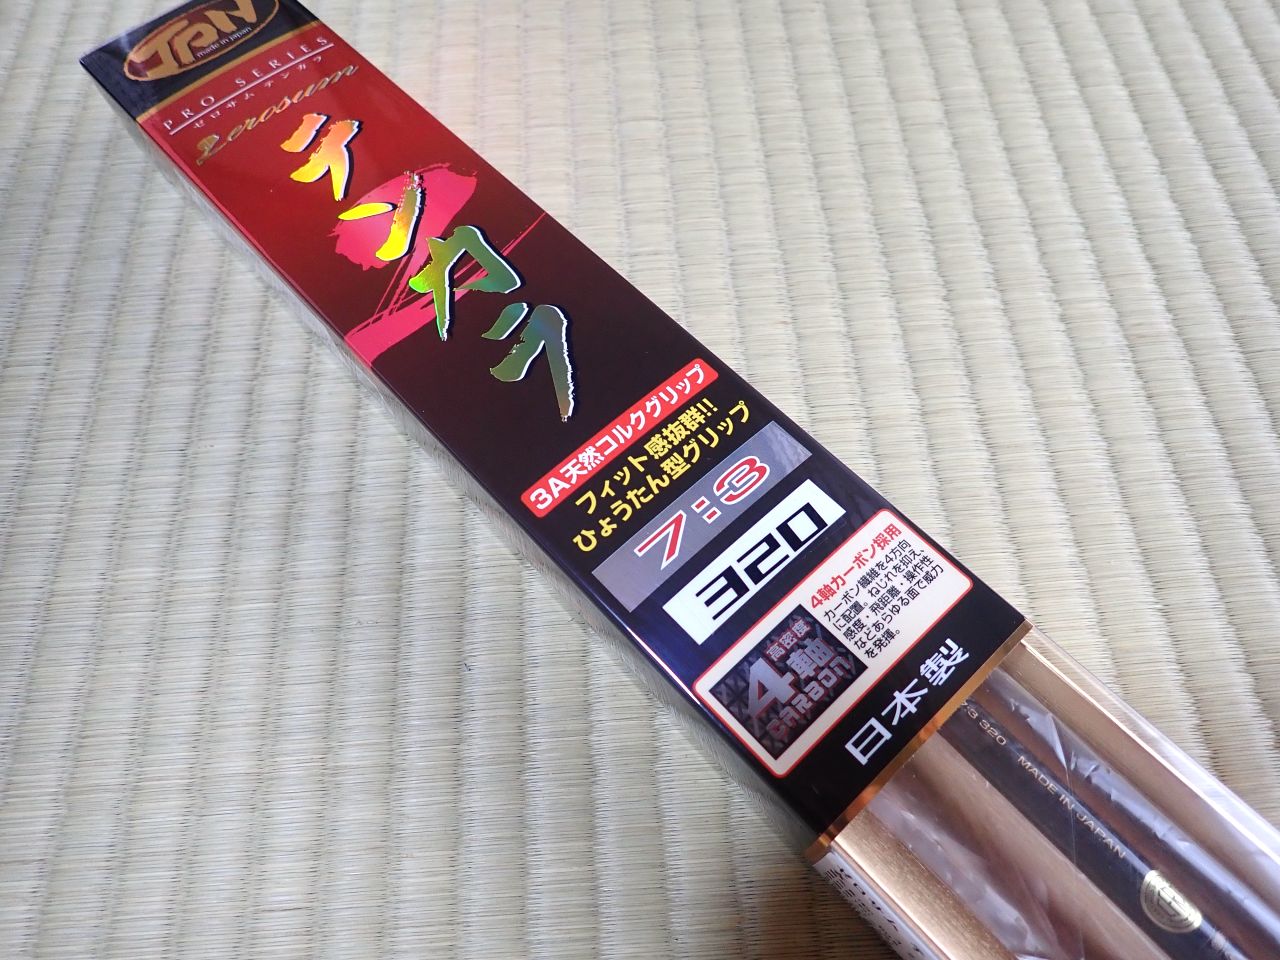 JPN
made in japan
PRO SERIES
ゼロサム テンカラ
Zerosum
テンカラ
3A天然コルクグリップ
フィット感抜群!!
ひょうたん型グリップ
7:3
320
4軸カーボン採用
カーボン繊維を4方向
に配置。ねじれを抑え、
感度・飛距離・操作性
などあらゆる面で威力
を発揮。
高密度
4軸
CARBON
日本製
:3 320 MADE IN JAPAN